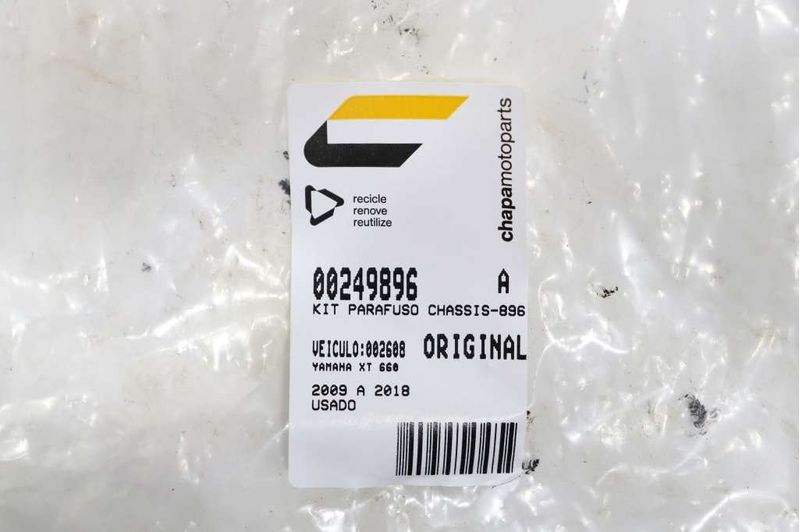 chapamotoparts
recicle
renove
reutilize
00249896 A
KIT PARAFUSO CHASSIS-896
VEICULO:002608 ORIGINAL
YAMAHA XT 660
2009 A 2018
USADO